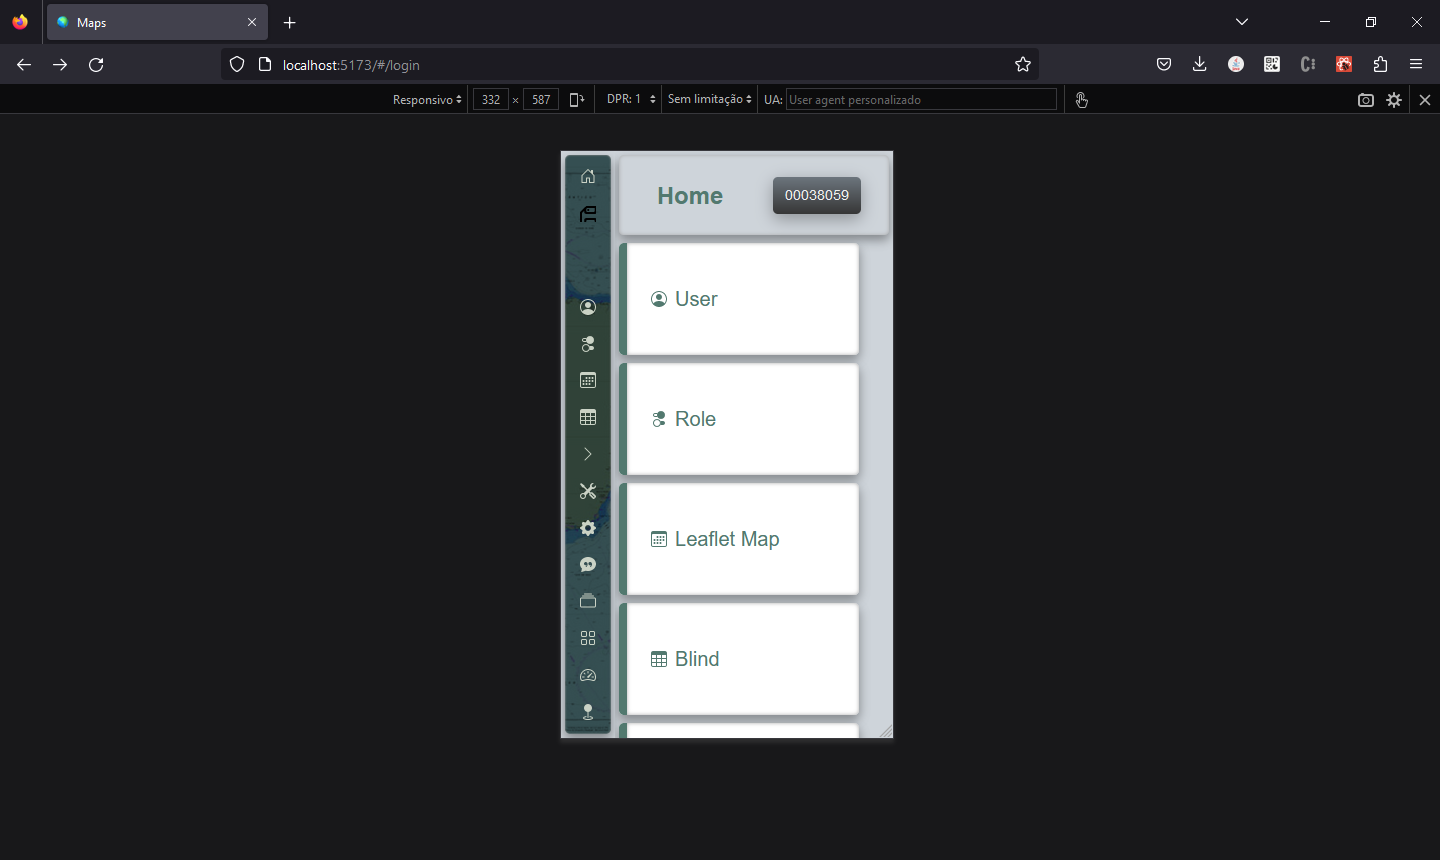 Maps
localhost:5173/#/login
Responsivo 332 × 587 DPR: 1 Sem limitação UA: User agent personalizado
Home 00038059
User
Role
Leaflet Map
Blind